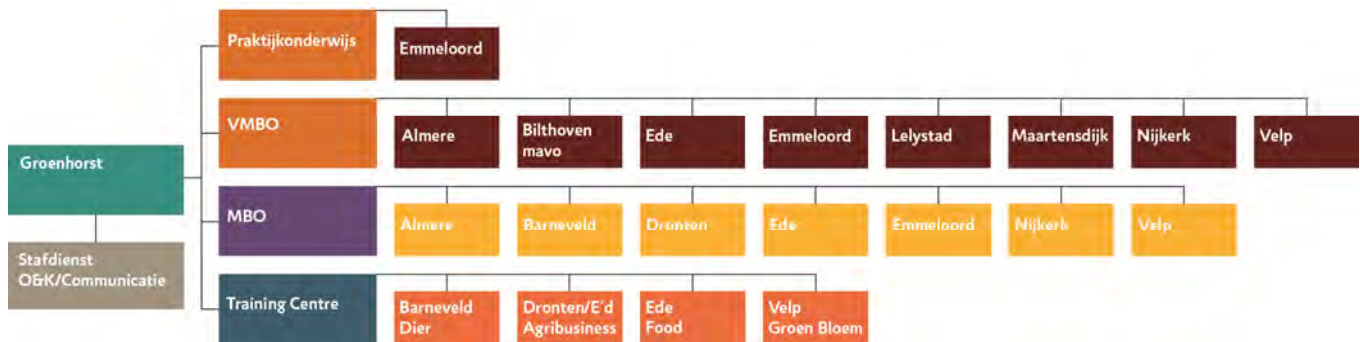 Praktijkonderwijs
Emmeloord
VMBO
Almere
Bilthoven
mavo
Ede
Emmeloord
Lelystad
Maartensdijk
Nijkerk
Velp
Groenhorst
MBO
Almere
Barneveld
Dronten
Ede
Emmeloord
Nijkerk
Velp
Stafdienst
O&K/Communicatie
Training Centre
Barneveld
Dier
Dronten/E'd
Agribusiness
Ede
Food
Velp
Groen Bloem